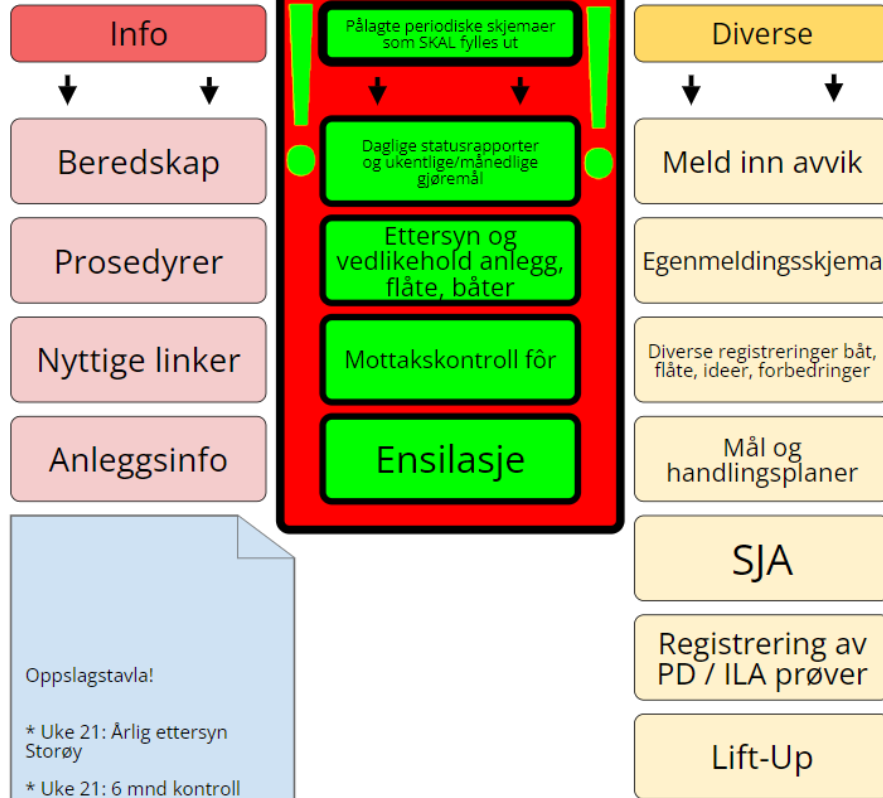 Info
Beredskap
Prosedyrer
Nyttige linker
Anleggsinfo
Oppslagstavla!
* Uke 21: Årlig ettersyn
Storøy
* Uke 21: 6 mnd kontroll
Pålagte periodiske skjemaer
som SKAL fylles ut
Daglige statusrapporter
og ukentlige/månedlige
gjøremål
Ettersyn og
vedlikehold anlegg,
flåte, båter
Mottakskontroll fôr
Ensilasje
Diverse
Meld inn avvik
Egenmeldingsskjema
Diverse registreringer båt,
flåte, ideer, forbedringer
Mål og
handlingsplaner
SJA
Registrering av
PD / ILA prøver
Lift-Up